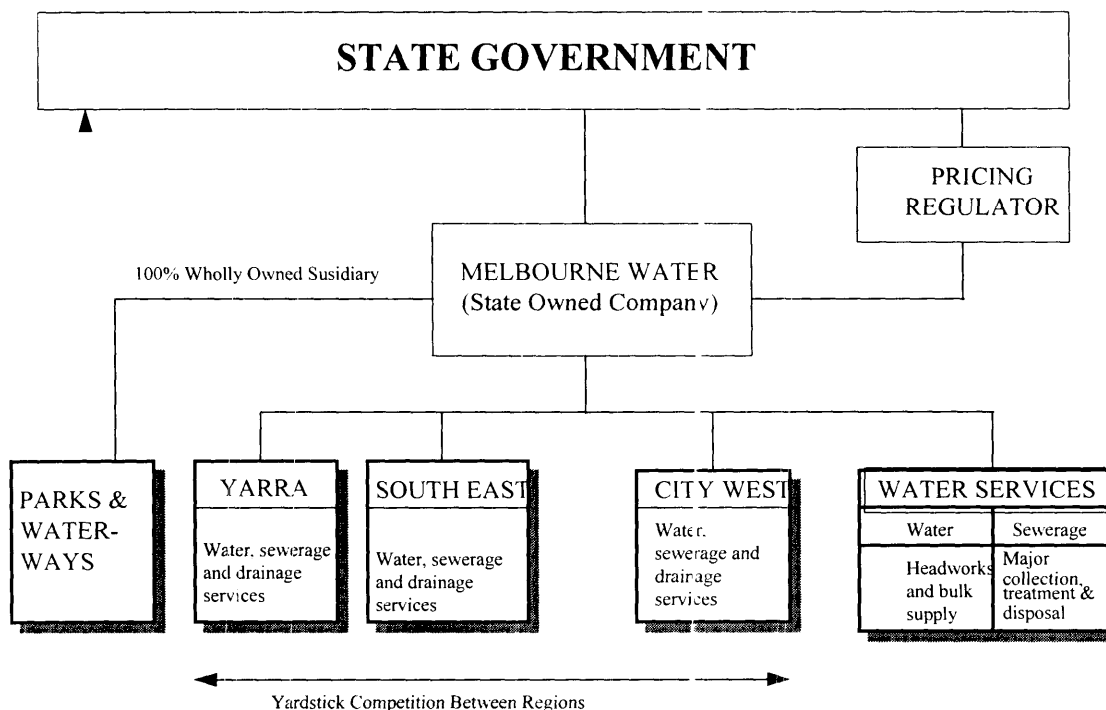 STATE GOVERNMENT
PRICING
REGULATOR
100% Wholly Owned Susidiary
MELBOURNE WATER
(State Owned Company)
PARKS &
WATER-
WAYS
YARRA
Water, sewerage
and drainage
services
SOUTH EAST
Water, sewerage
and drainage
services
CITY WEST
Water,
sewerage and
drainage
services
WATER SERVICES
Water
Sewerage
Headworks
and bulk
supply
Major
collection,
treatment &
disposal
Yardstick Competition Between Regions